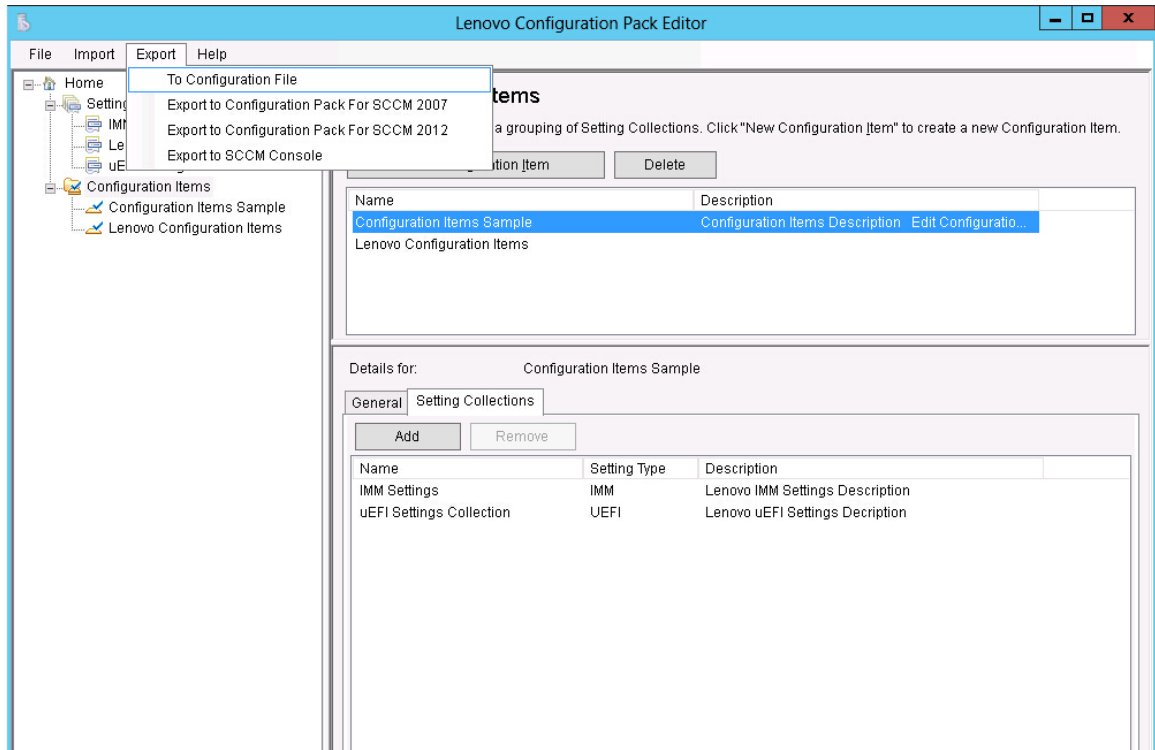 Lenovo Configuration Pack Editor
File Import Export Help
To Configuration File
Export to Configuration Pack For SCCM 2007
Export to Configuration Pack For SCCM 2012
Export to SCCM Console
Home
Configuration Items
Configuration Items Sample
Lenovo Configuration Items
a grouping of Setting Collections. Click "New Configuration Item" to create a new Configuration Item.
Item Delete
Name Description
Configuration Items Sample Configuration Items Description Edit Configuratio...
Lenovo Configuration Items
Details for: Configuration Items Sample
General Setting Collections
Add Remove
Name Setting Type Description
IMM Settings IMM Lenovo IMM Settings Description
uEFI Settings Collection UEFI Lenovo uEFI Settings Decription